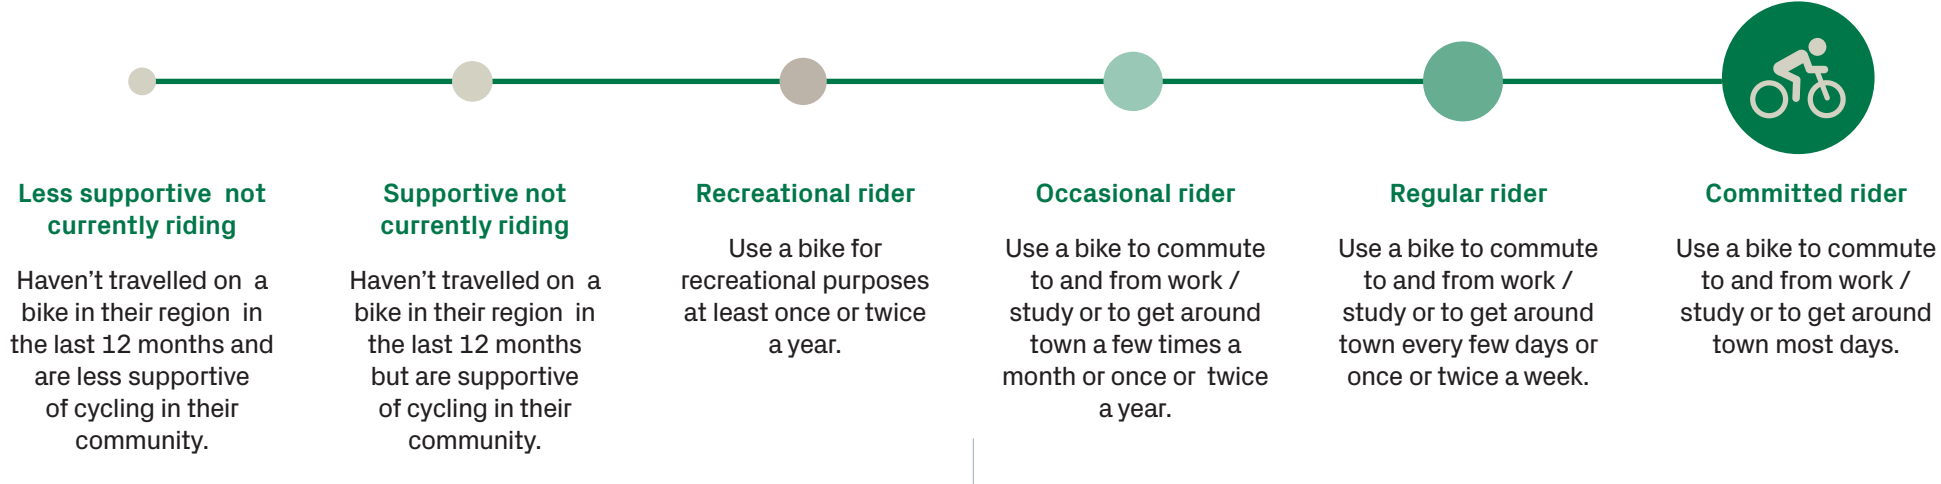 Less supportive not
currently riding
Haven't travelled on a
bike in their region in
the last 12 months and
are less supportive
of cycling in their
community.
Supportive not
currently riding
Haven't travelled on a
bike in their region in
the last 12 months
but are supportive
of cycling in their
community.
Recreational rider
Use a bike for
recreational purposes
at least once or twice
a year.
Occasional rider
Use a bike to commute
to and from work /
study or to get around
town a few times a
month or once or twice
a year.
Regular rider
Use a bike to commute
to and from work /
study or to get around
town every few days or
once or twice a week.
Committed rider
Use a bike to commute
to and from work /
study or to get around
town most days.